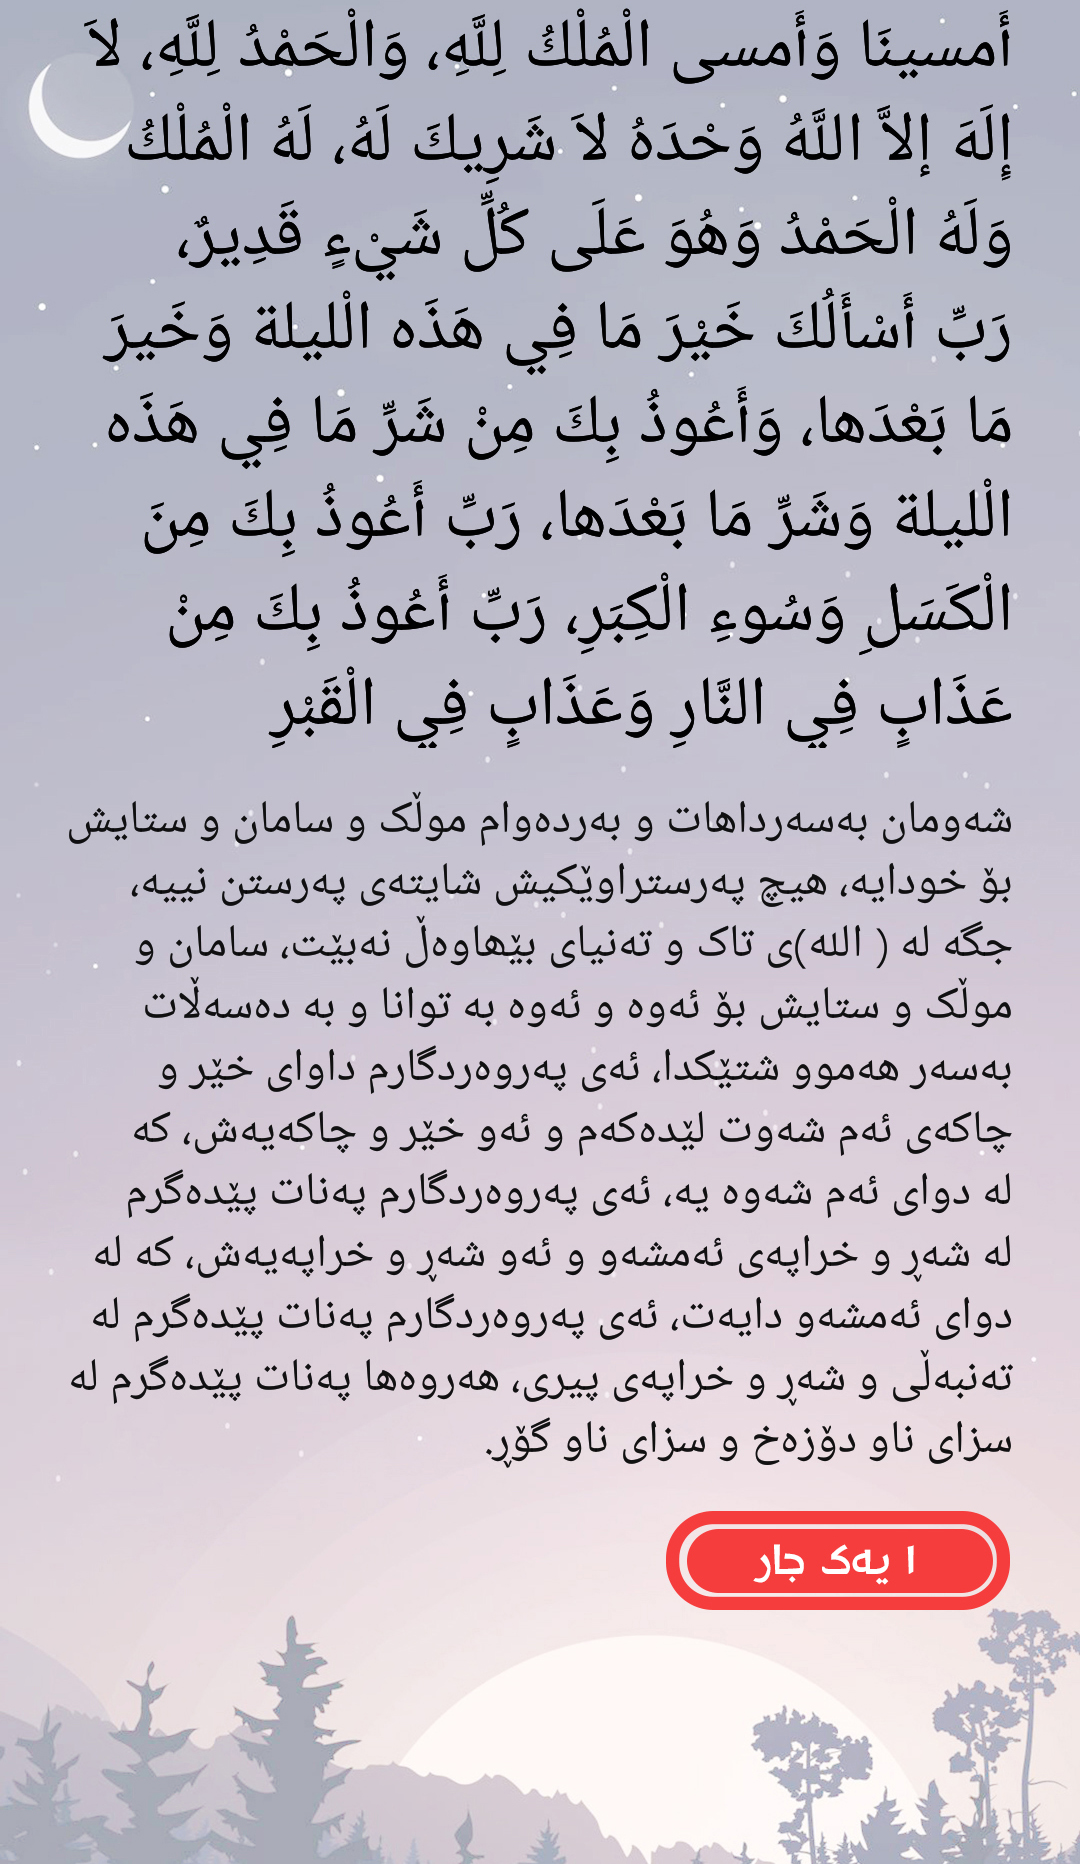 أَمسينَا وَأَمسى الْمُلْكُ لِلَّهِ، وَالْحَمْدُ لِلَّهِ، لاَ
إِلَهَ إلاَّ اللَّهُ وَحْدَهُ لاَ شَرِيكَ لَهُ، لَهُ الْمُلْكُ
وَلَهُ الْحَمْدُ وَهُوَ عَلَى كُلِّ شَيْءٍ قَدِيرٌ،
رَبِّ أَسْأَلُكَ خَيْرَ مَا فِي هَذَه الْليلة وَخَيرَ
مَا بَعْدَها، وَأَعُوذُ بِكَ مِنْ شَرِّ مَا فِي هَذَه
الْليلة وَشَرِّ مَا بَعْدَها، رَبِّ أَعُوذُ بِكَ مِنَ
الْكَسَلِ وَسُوءِ الْكِبَرِ، رَبِّ أَعُوذُ بِكَ مِنْ
عَذَابٍ فِي النَّارِ وَعَذَابٍ فِي الْقَبْرِ
شەومان بەسەرداهات و بەردەوام موڵک و سامان و ستایش
بۆ خودایە، هیچ پەرستراوێکیش شایتەی پەرستن نییە،
جگە لە ( الله)ی تاک و تەنیای بێهاوەڵ نەبێت، سامان و
موڵک و ستایش بۆ ئەوە و ئەوە بە توانا و بە دەسەڵات
بەسەر هەموو شتێکدا، ئەی پەروەردگارم داوای خێر و
چاکەی ئەم شەوت لێدەکەم و ئەو خێر و چاکەیەش، کە
لە دوای ئەم شەوە یە، ئەی پەروەردگارم پەنات پێدەگرم
لە شەڕ و خراپەی ئەمشەو و ئەو شەڕ و خراپەیەش، کە لە
دوای ئەمشەو دایەت، ئەی پەروەردگارم پەنات پێدەگرم لە
تەنبەڵی و شەڕ و خراپەی پیری، هەروەها پەنات پێدەگرم لە
سزای ناو دۆزەخ و سزای ناو گۆڕ.
١ یەک جار